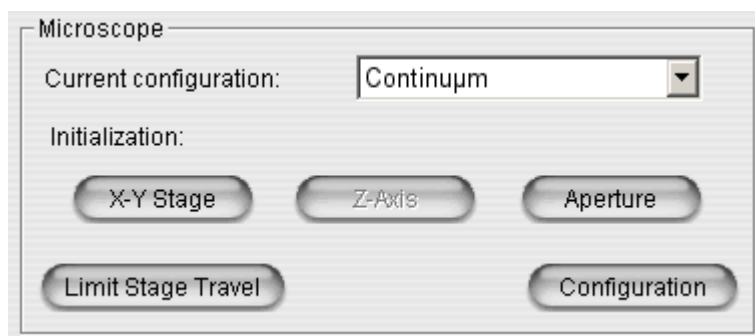 Microscope
Current configuration: Continuµm
Initialization:
X-Y Stage Z-Axis Aperture
Limit Stage Travel Configuration